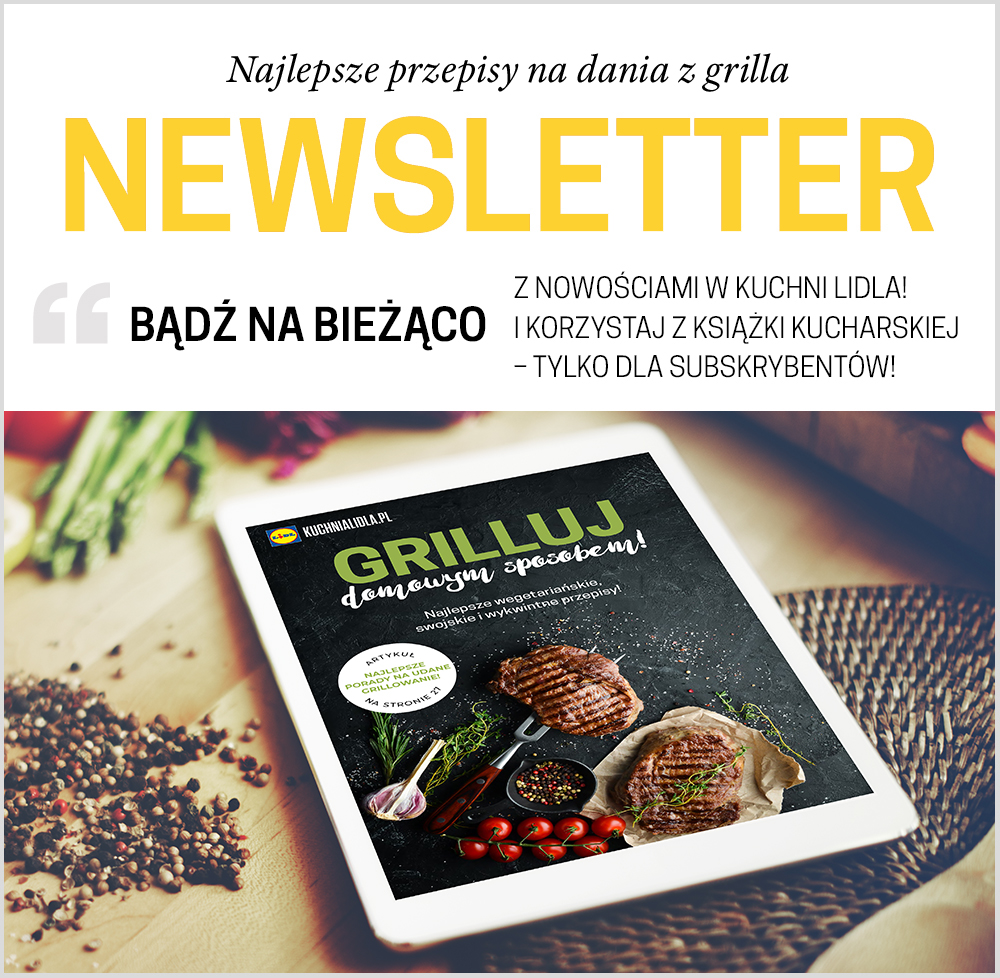 Najlepsze przepisy na dania z grilla
NEWSLETTER
BĄDŹ NA BIEŻĄCO
Z NOWOŚCIAMI W KUCHNI LIDLA!
I KORZYSTAJ Z KSIĄŻKI KUCHARSKIEJ
– TYLKO DLA SUBSKRYBENTÓW!
LIDL
KUCHNIALIDLA.PL
GRILLUJ
domowym sposobem!
Najlepsze wegetariańskie,
swojskie i wykwintne przepisy!
ARTYKUŁ
NAJLEPSZE
PORADY NA UDANE
GRILLOWANIE!
NA STRONIE 27